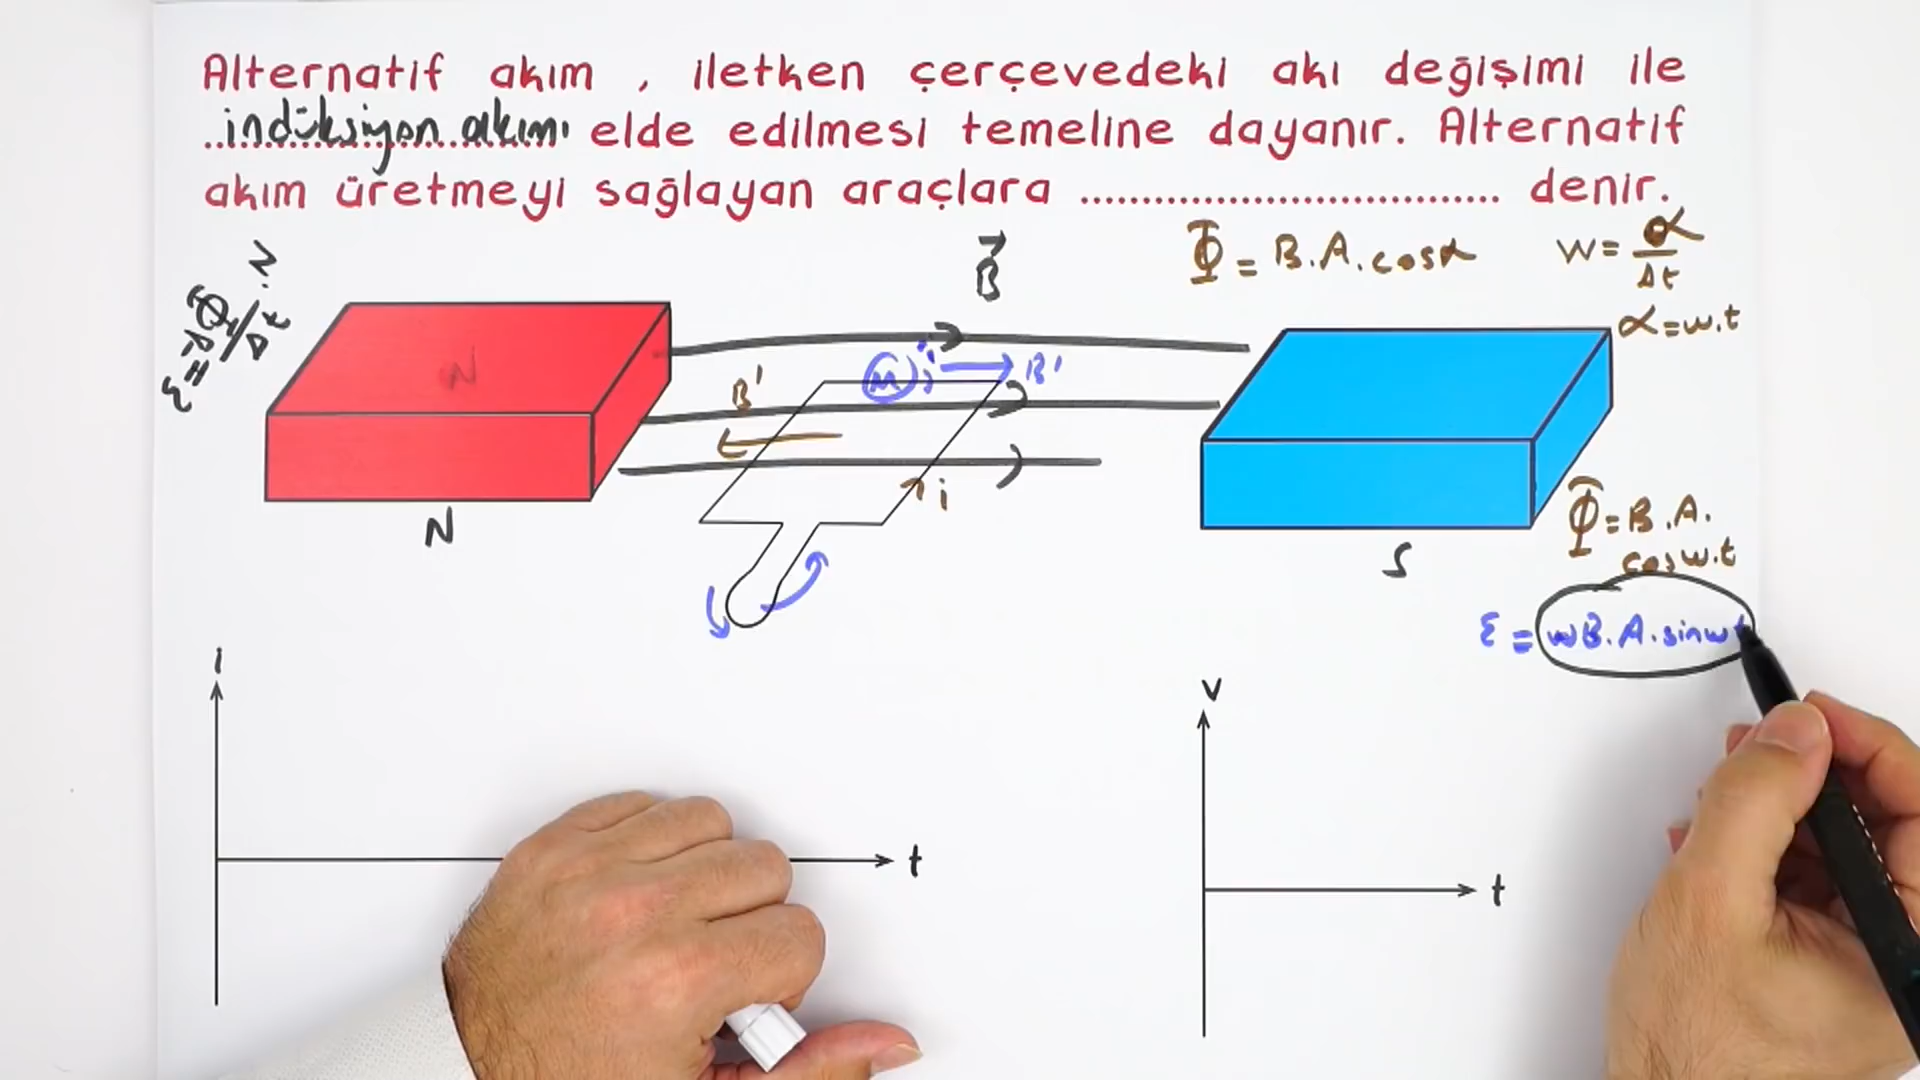 Alternatif akım , iletken çerçevedeki akı değişimi ile
indüksiyon akımı elde edilmesi temeline dayanır. Alternatif
akım üretmeyi sağlayan araçlara .................................. denir.
Φ = B.A.cosα
w = α/Δt
α = w.t
B
N
ε = -ΔΦ/Δt
N
B'
i
B'
i
N
S
Φ = B.A.
cosw.t
ε = wB.A.sinwt
i
t
V
t